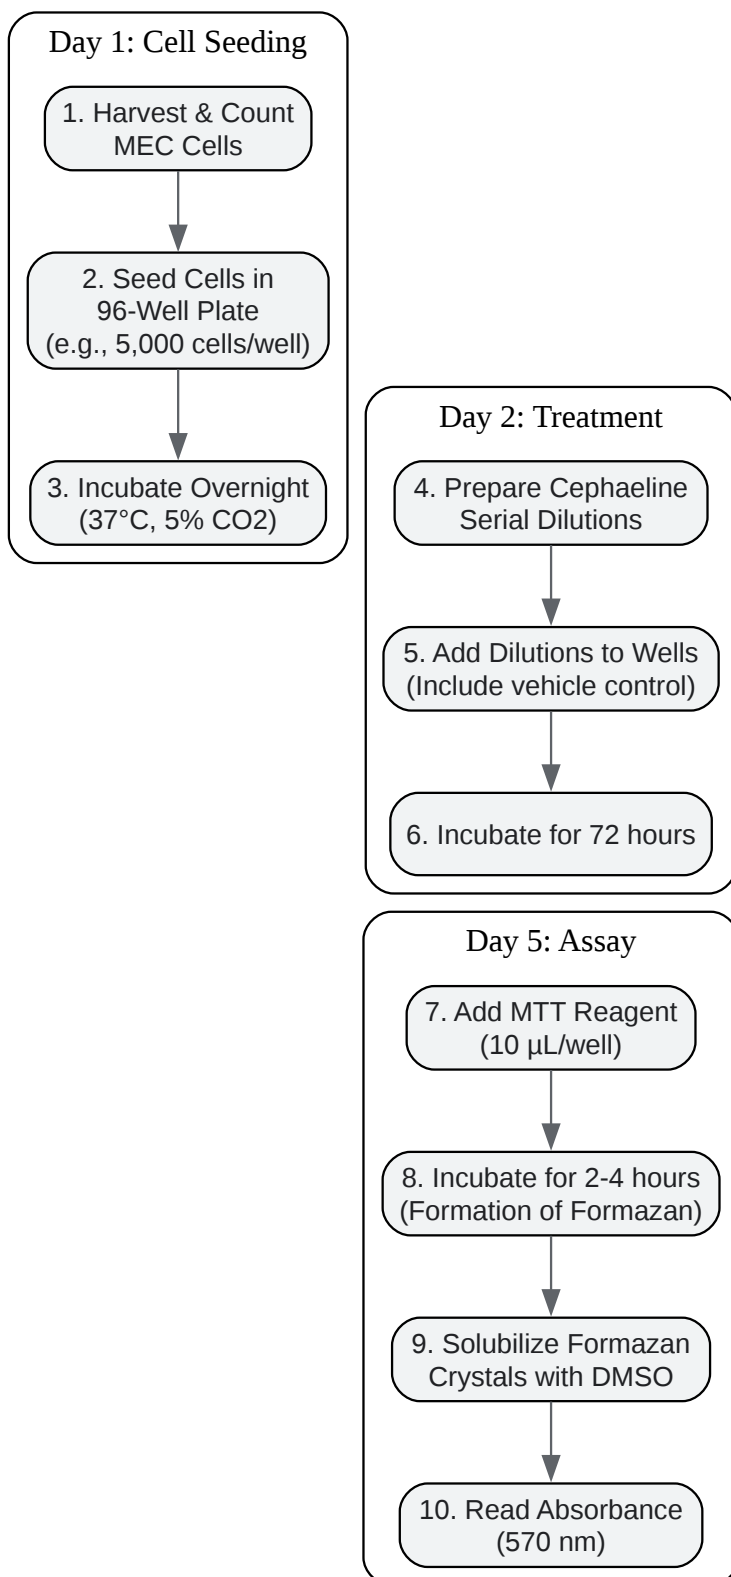 Day 1: Cell Seeding
1. Harvest & Count
MEC Cells
2. Seed Cells in
96-Well Plate
(e.g., 5,000 cells/well)
3. Incubate Overnight
(37°C, 5% CO2)
Day 2: Treatment
4. Prepare Cephaeline
Serial Dilutions
5. Add Dilutions to Wells
(Include vehicle control)
6. Incubate for 72 hours
Day 5: Assay
7. Add MTT Reagent
(10 µL/well)
8. Incubate for 2-4 hours
(Formation of Formazan)
9. Solubilize Formazan
Crystals with DMSO
10. Read Absorbance
(570 nm)